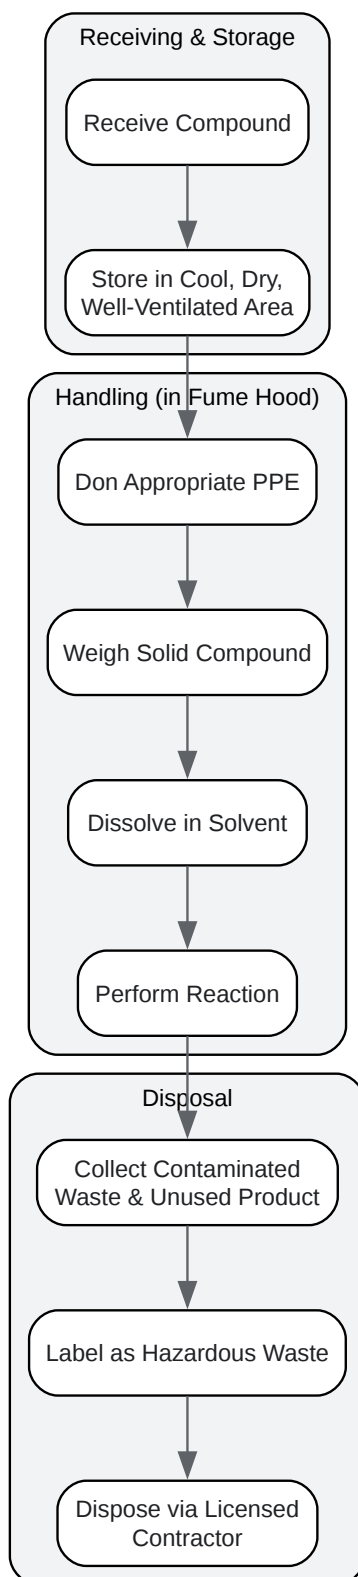 Receiving & Storage
Receive Compound
Store in Cool, Dry,
Well-Ventilated Area
Handling (in Fume Hood)
Don Appropriate PPE
Weigh Solid Compound
Dissolve in Solvent
Perform Reaction
Disposal
Collect Contaminated
Waste & Unused Product
Label as Hazardous Waste
Dispose via Licensed
Contractor